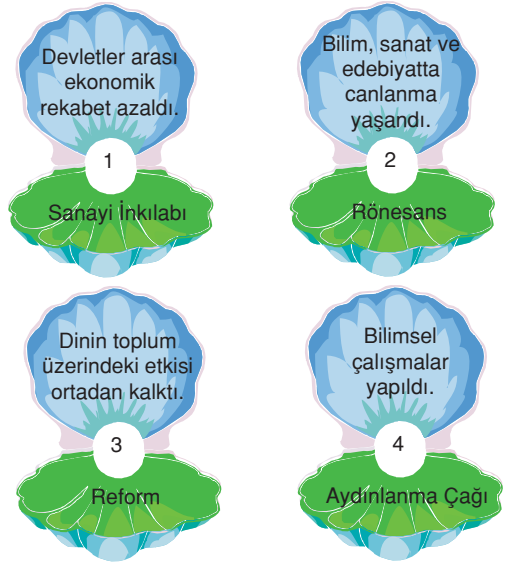 Devletler arası
ekonomik
rekabet azaldı.
1
Sanayi İnkılabı
Bilim, sanat ve
edebiyatta
canlanma
yaşandı.
2
Rönesans
Dinin toplum
üzerindeki etkisi
ortadan kalktı.
3
Reform
Bilimsel
çalışmalar
yapıldı.
4
Aydınlanma Çağı